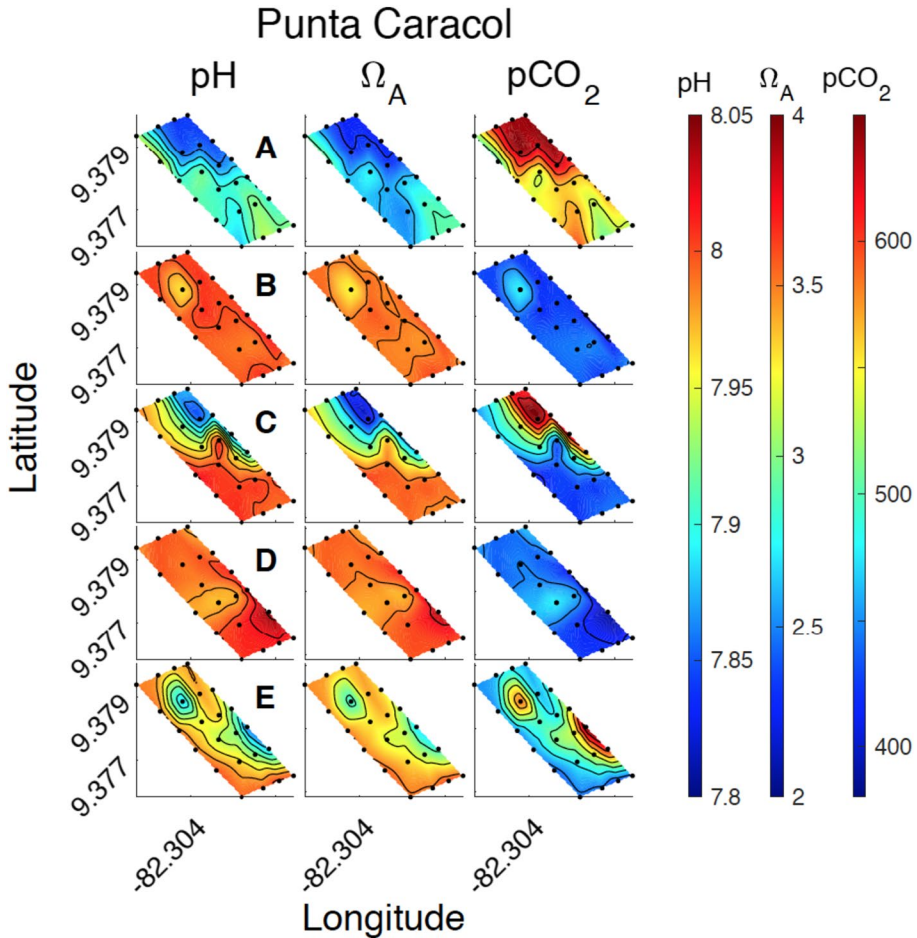 Punta Caracol
pH Ω_A pCO_2
pH Ω_A pCO_2
A
9.379
9.377
B
9.379
9.377
C
9.379
9.377
D
9.379
9.377
E
9.379
9.377
-82.304 -82.304 -82.304
Latitude
Longitude
8.05
8
7.95
7.9
7.85
7.8
4
3.5
3
2.5
2
600
500
400